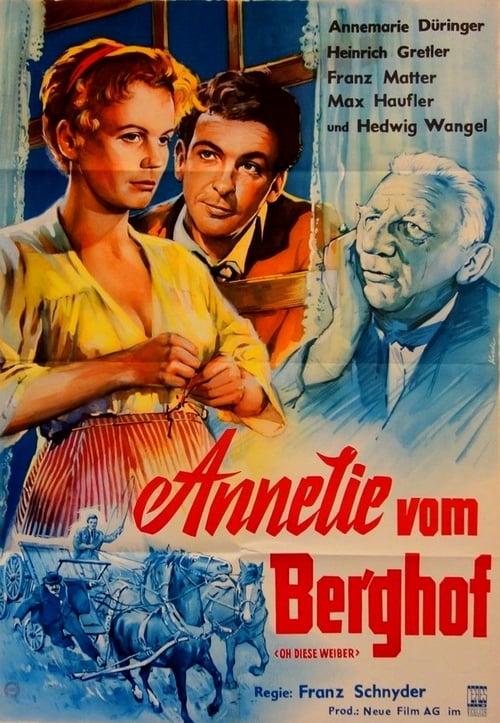 Annemarie Düringer
Heinrich Gretler
Franz Matter
Max Haufler
und Hedwig Wangel
Annelie vom
Berghof
<OH DIESE WEIBER>
Regie: Franz Schnyder
Prod.: Neue Film AG im